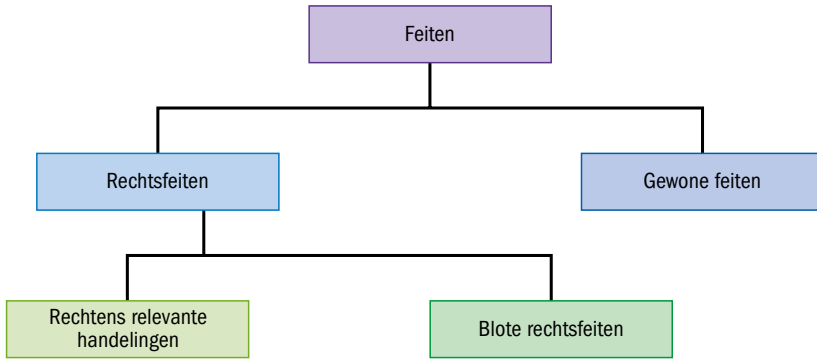 Feiten
Rechtsfeiten
Gewone feiten
Rechtens relevante
handelingen
Blote rechtsfeiten